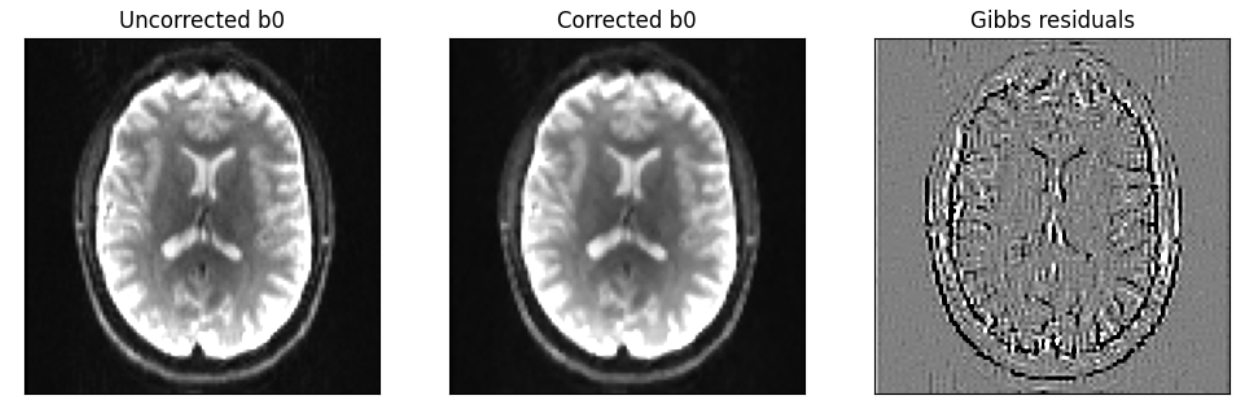 Uncorrected b0
Corrected b0
Gibbs residuals